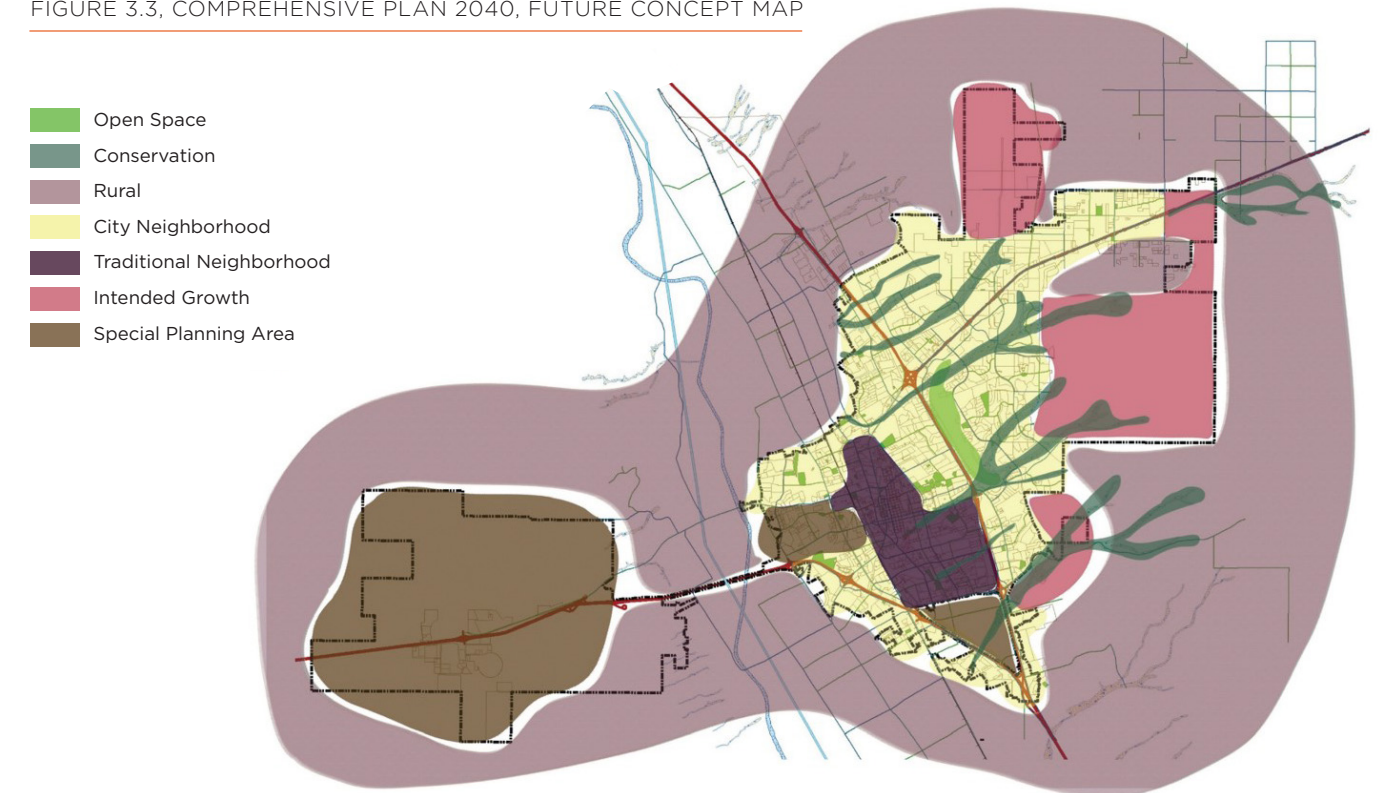 FIGURE 3.3, COMPREHENSIVE PLAN 2040, FUTURE CONCEPT MAP
Open Space
Conservation
Rural
City Neighborhood
Traditional Neighborhood
Intended Growth
Special Planning Area